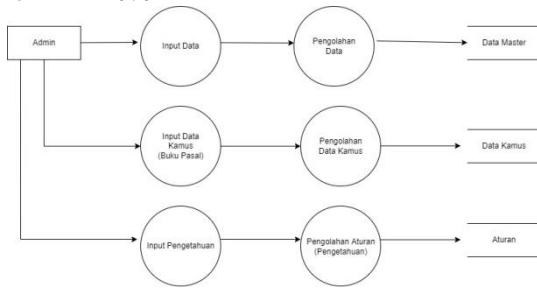 Admin
Input Data
Pengolahan
Data
Data Master
Input Data
Kamus
(Buku Pasal)
Pengolahan
Data Kamus
Data Kamus
Input Pengetahuan
Pengolahan Aturan
(Pengetahuan)
Aturan